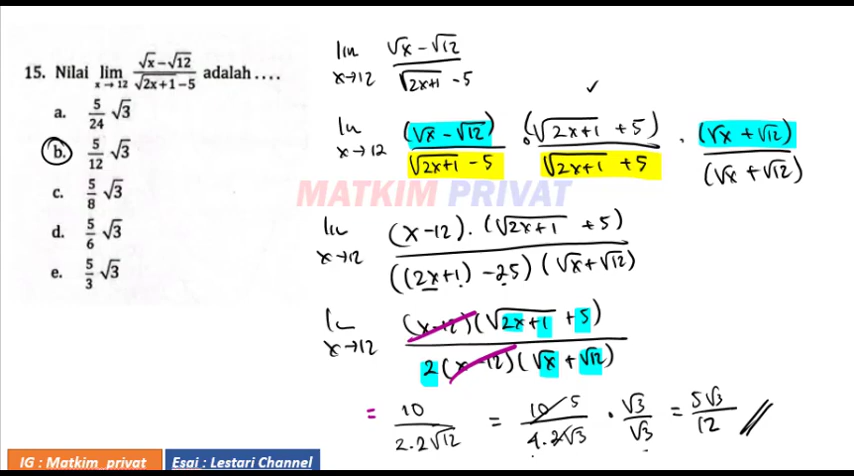 15. Nilai lim x→12 (√x − √12)/(√2x+1 − 5) adalah ....
a. 5/24 √3
b. 5/12 √3
c. 5/8 √3
d. 5/6 √3
e. 5/3 √3
lim x→12 (√x − √12)/(√2x+1 − 5)
✓
lim x→12 (√x − √12)/(√2x+1 − 5) · (√2x+1 + 5)/(√2x+1 + 5) · (√x + √12)/(√x + √12)
MATKIM PRIVAT
lim x→12 (x−12) · (√2x+1 + 5)/((2x+1) − 25)(√x + √12)
lim x→12 (x−12)(√2x+1 + 5)/2(x−12)(√x + √12)
= 10/2.2√12 = 10 5/4.2√3 · √3/√3 = 5√3/12 //
IG : Matkim_privat
Esai : Lestari Channel